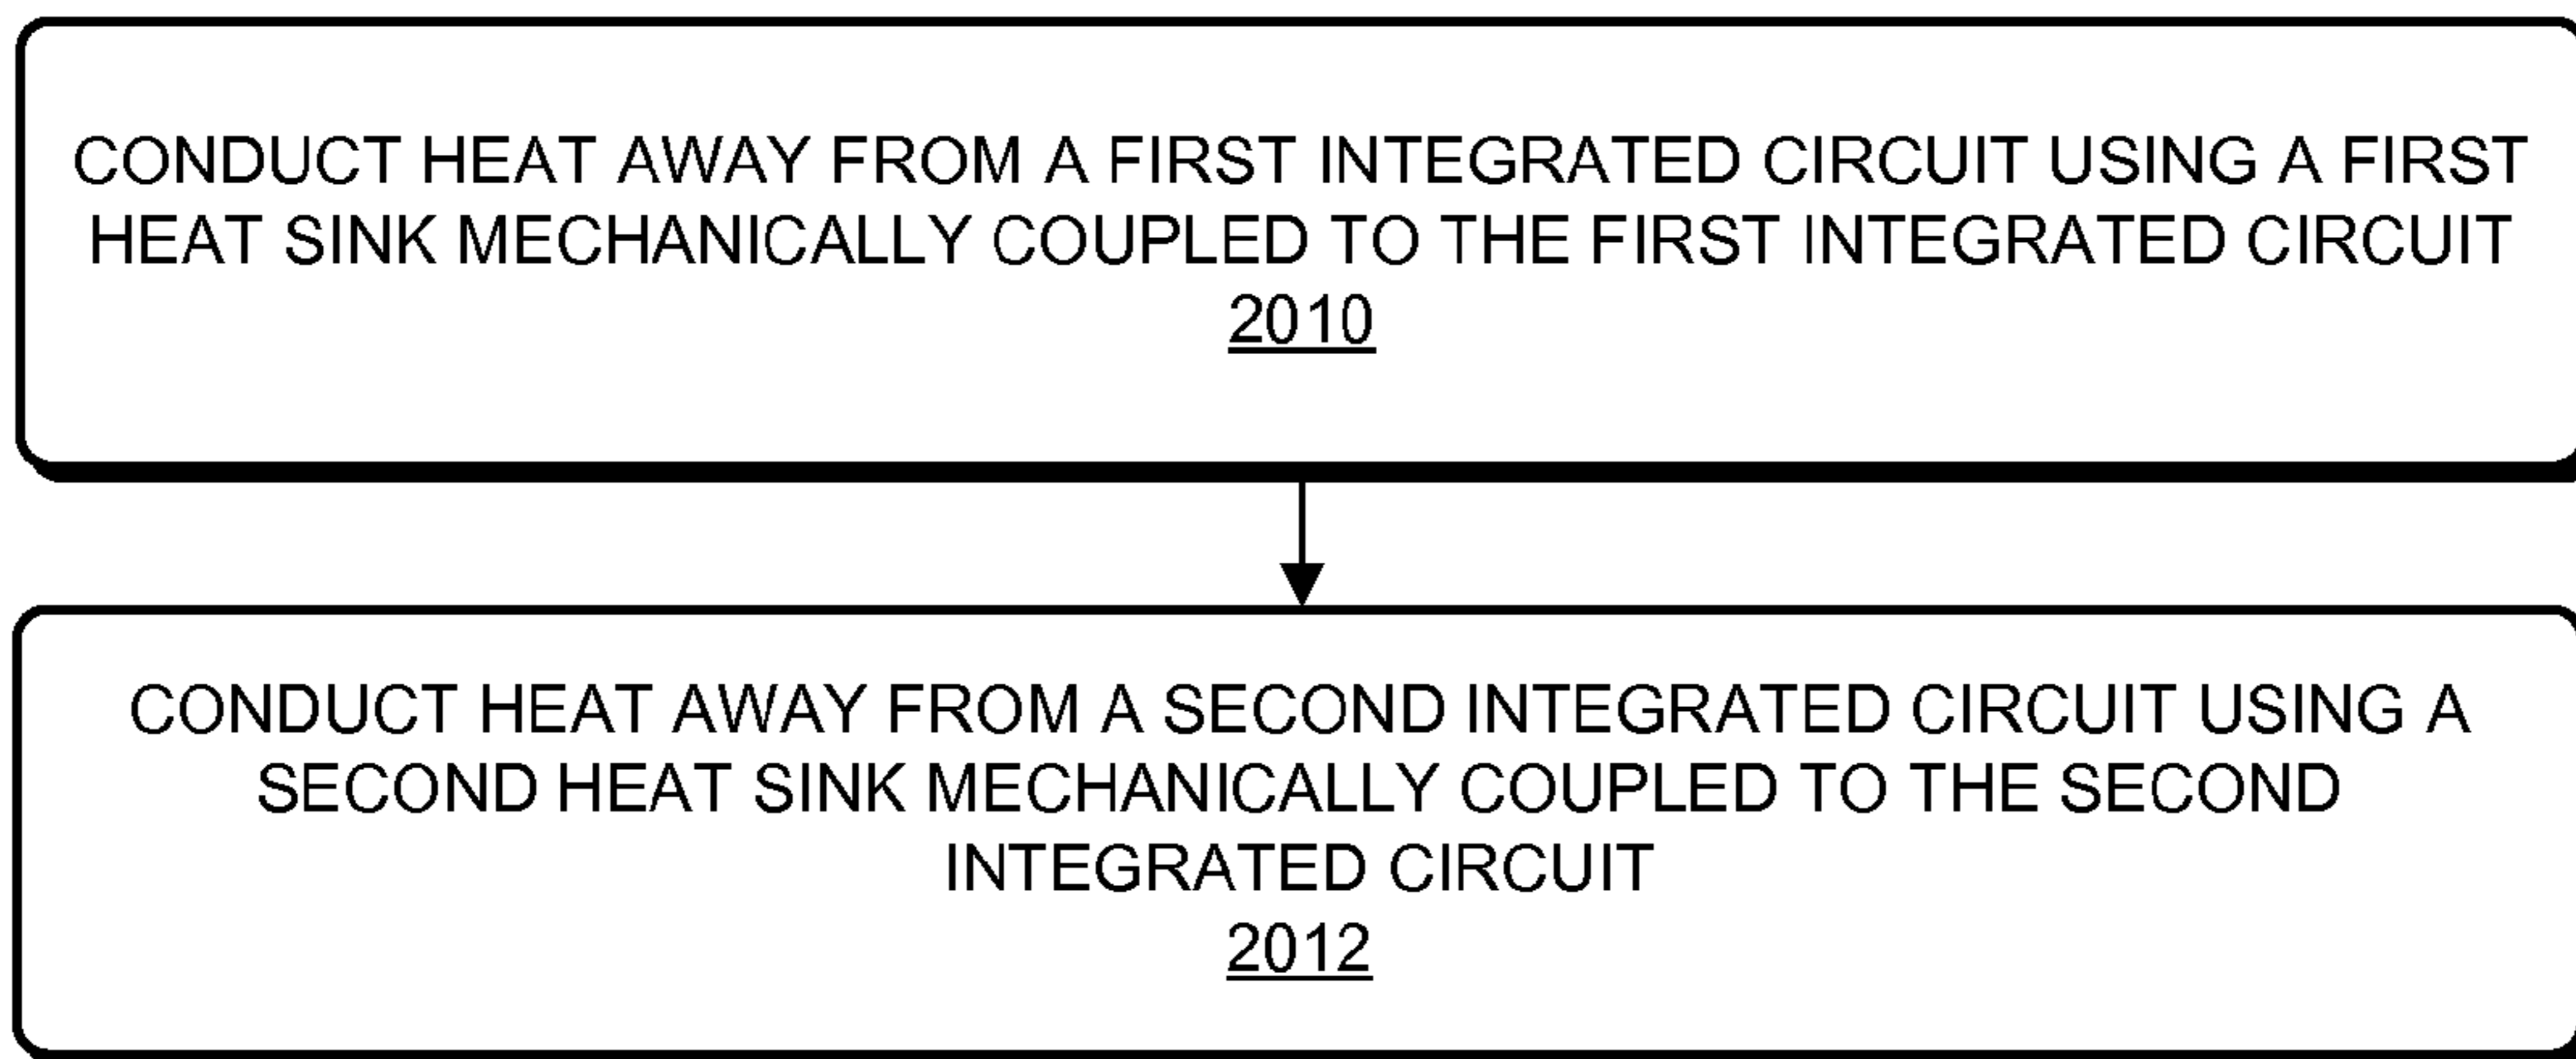 CONDUCT HEAT AWAY FROM A FIRST INTEGRATED CIRCUIT USING A FIRST
HEAT SINK MECHANICALLY COUPLED TO THE FIRST INTEGRATED CIRCUIT
2010
CONDUCT HEAT AWAY FROM A SECOND INTEGRATED CIRCUIT USING A
SECOND HEAT SINK MECHANICALLY COUPLED TO THE SECOND
INTEGRATED CIRCUIT
2012